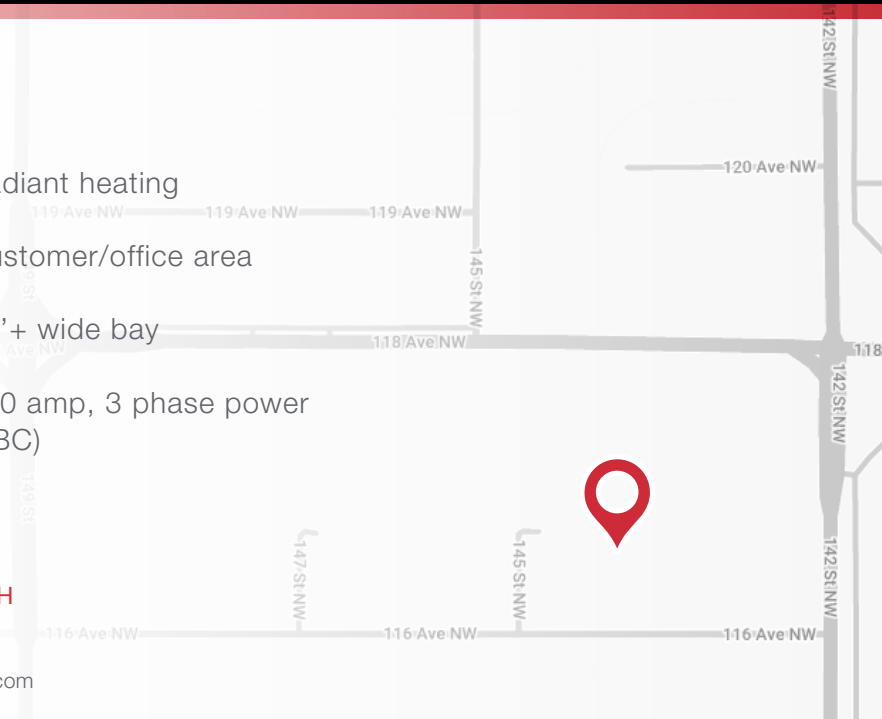 142 St NW
120 Ave NW
diant heating
119 Ave NW
119 Ave NW
119 Ave NW
stomer/office area
145 St NW
'+ wide bay
Ave NW
118 Ave NW
118
142 St NW
0 amp, 3 phase power
BC)
149 St
147 St NW
145 St NW
142 St NW
H
116 Ave NW
116 Ave NW
116 Ave NW
com